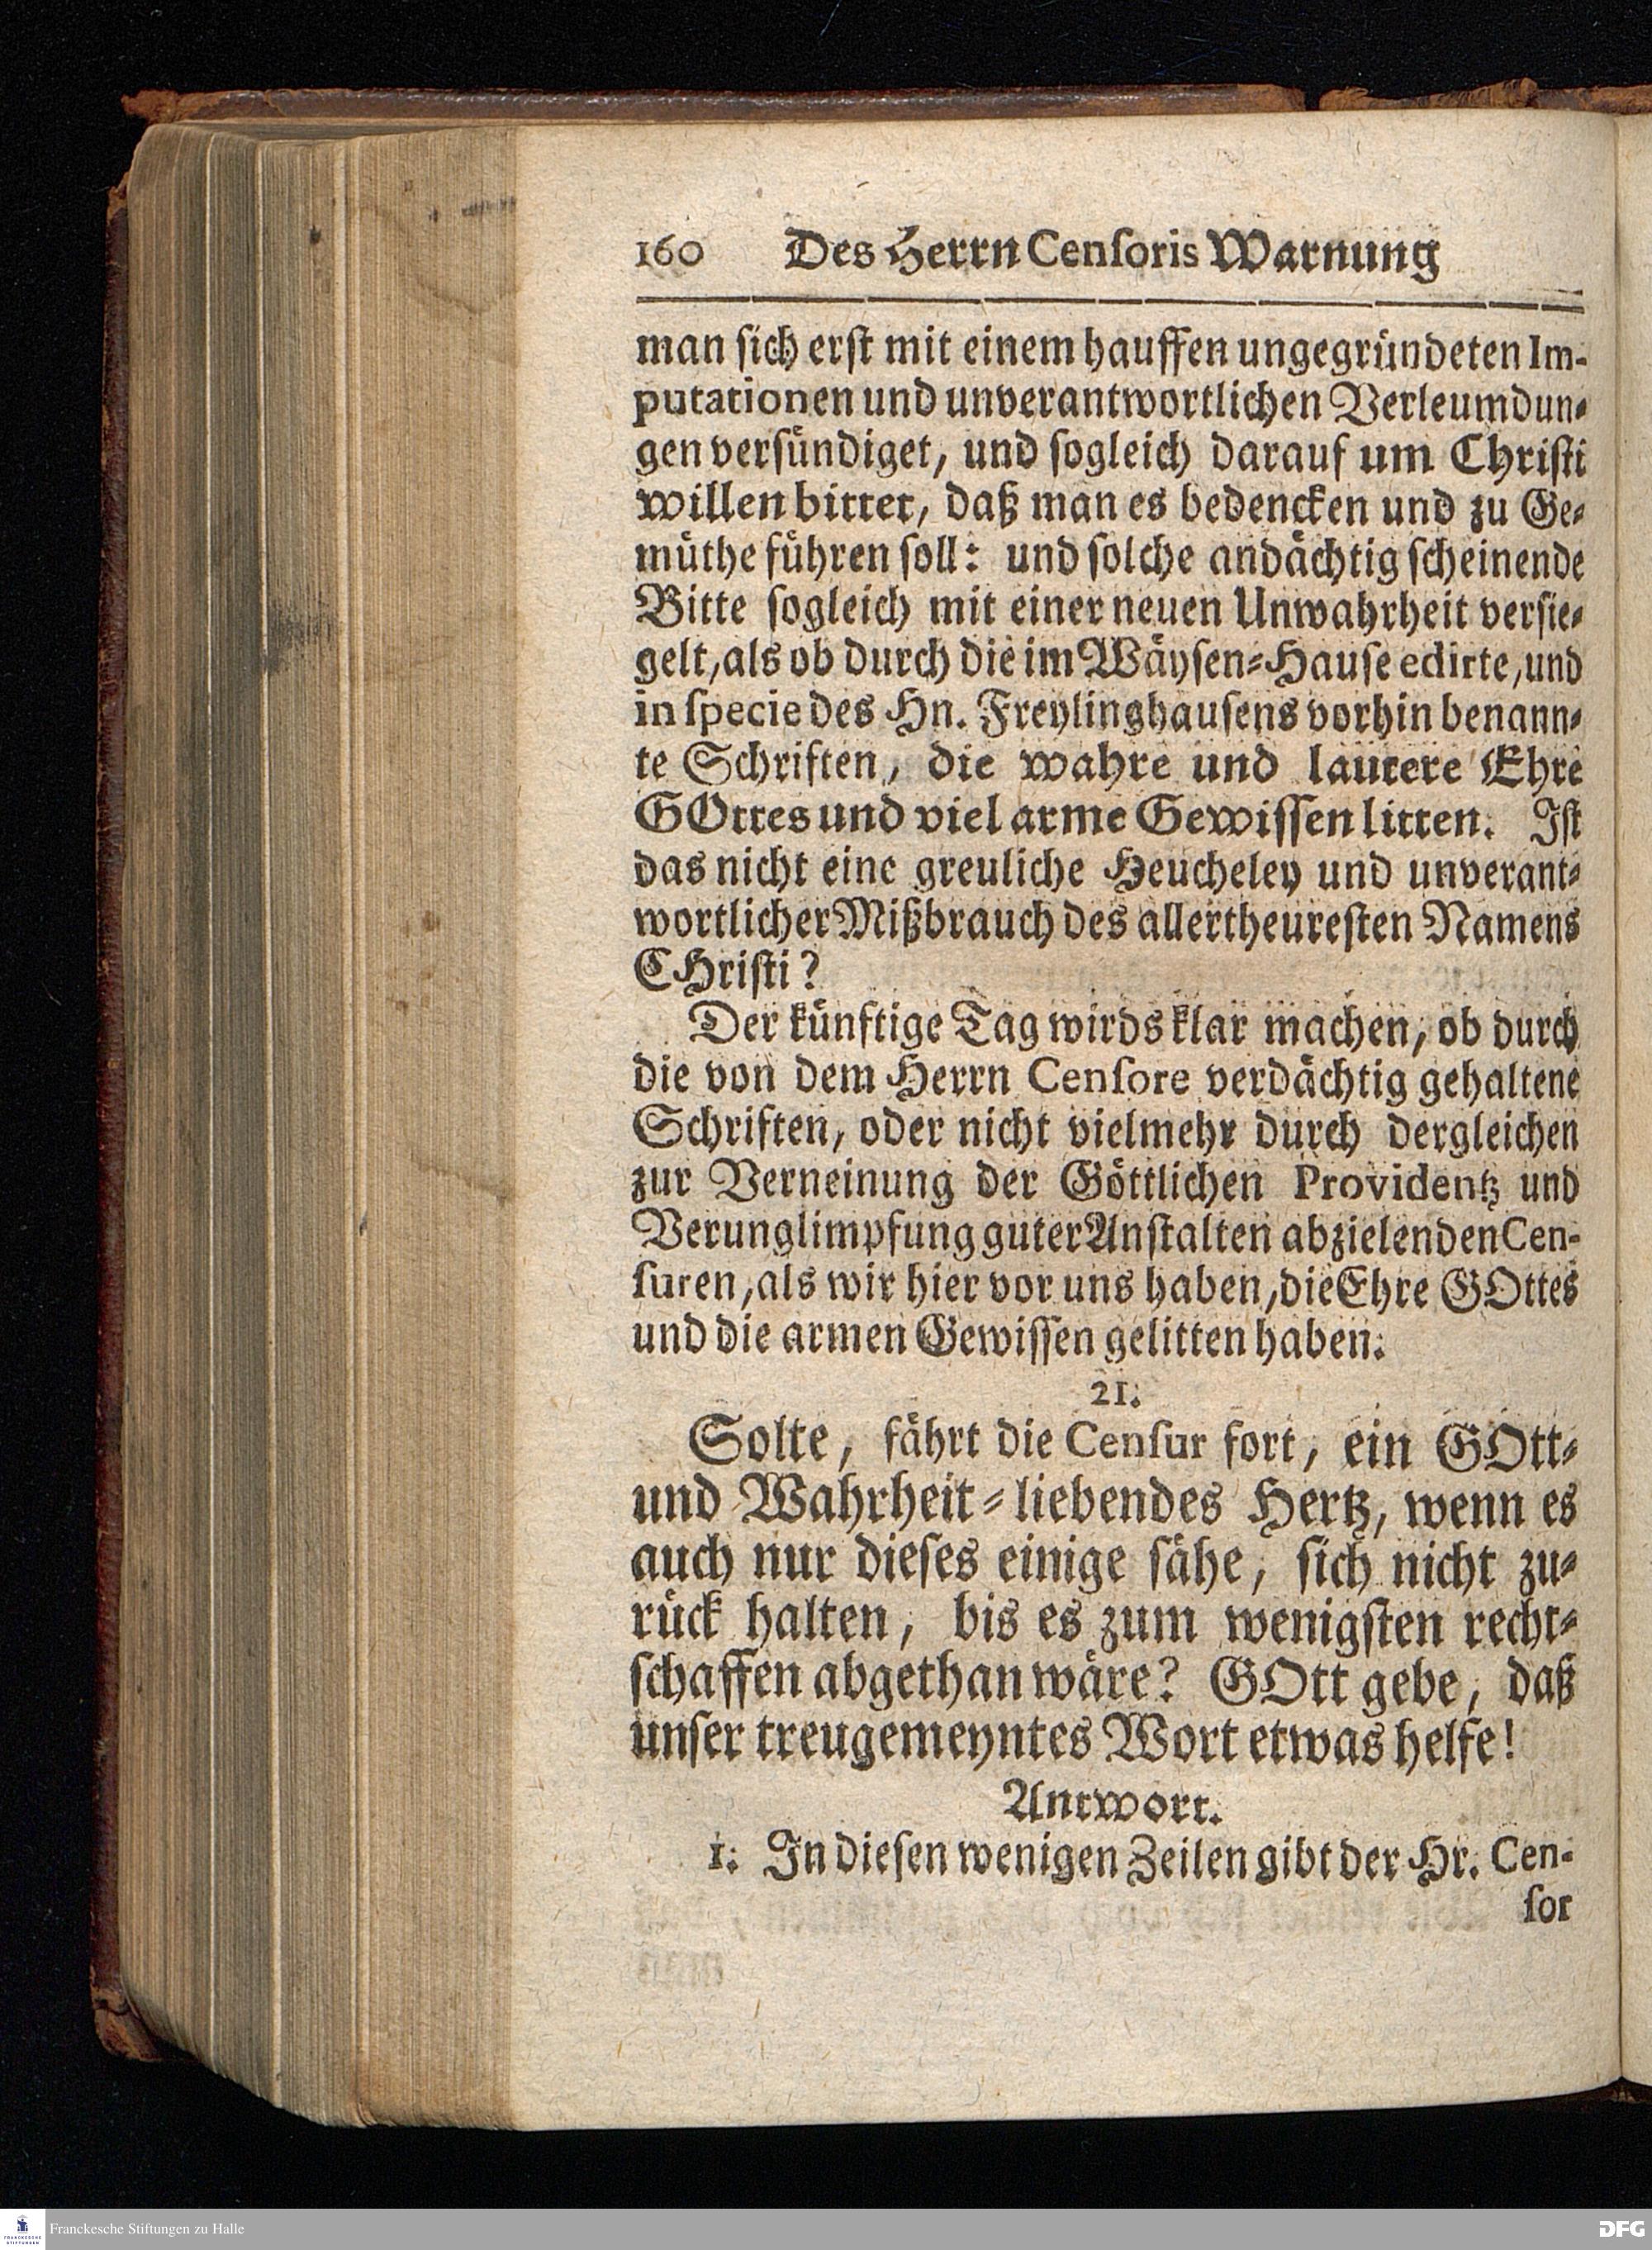 160 Des Herrn Censoris Warnung
man sich erst mit einem hauffen ungegründeten Im-
putationen und unverantwortlichen Verleumdun-
gen versündiget, und sogleich darauf um Christi
willen bittet, daß man es bedencken und zu Ge-
müthe führen soll: und solche andächtig scheinende
Bitte sogleich mit einer neuen Unwahrheit versie-
gelt, als ob durch die im Wäysen-Hause edirte, und
in specie des Hn. Freylinghausens vorhin benann-
te Schriften, die wahre und lautere Ehre
GOttes und viel arme Gewissen litten. Ist
das nicht eine greuliche Heucheley und unverant-
wortlicher Mißbrauch des allertheuresten Namens
CHristi?
Der künftige Tag wirds klar machen, ob durch
die von dem Herrn Censore verdächtig gehaltene
Schriften, oder nicht vielmehr durch dergleichen
zur Verneinung der Göttlichen Providentz und
Verunglimpfung guter Anstalten abzielenden Cen-
suren, als wir hier vor uns haben, die Ehre GOttes
und die armen Gewissen gelitten haben.
21.
Solte, fährt die Censur fort, ein GOtt-
und Wahrheit-liebendes Hertz, wenn es
auch nur dieses einige sähe, sich nicht zu-
rück halten, bis es zum wenigsten recht-
schaffen abgethan wäre? GOtt gebe, daß
unser treugemeyntes Wort etwas helfe!
Antwort.
1. In diesen wenigen Zeilen gibt der Hr. Cen-
sor
Franckesche Stiftungen zu Halle
DFG